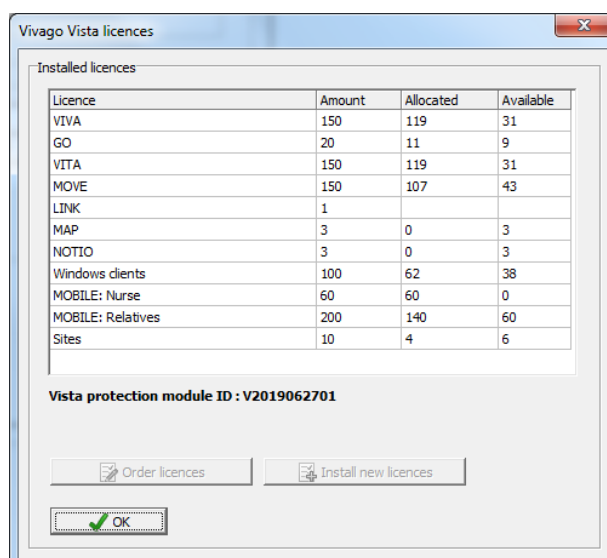 Vivago Vista licences
Installed licences
Licence Amount Allocated Available
VIVA 150 119 31
GO 20 11 9
VITA 150 119 31
MOVE 150 107 43
LINK 1
MAP 3 0 3
NOTIO 3 0 3
Windows clients 100 62 38
MOBILE: Nurse 60 60 0
MOBILE: Relatives 200 140 60
Sites 10 4 6
Vista protection module ID : V2019062701
Order licences Install new licences
OK